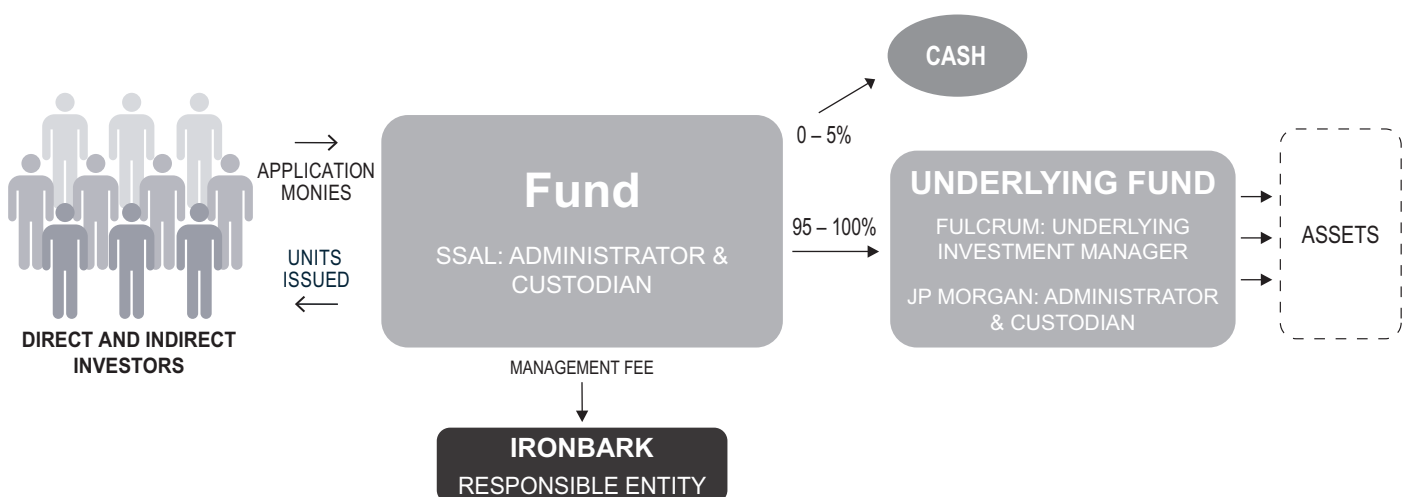 CASH
0 – 5%
APPLICATION
MONIES
UNITS
ISSUED
DIRECT AND INDIRECT
INVESTORS
Fund
SSAL: ADMINISTRATOR &
CUSTODIAN
95 – 100%
UNDERLYING FUND
FULCRUM: UNDERLYING
INVESTMENT MANAGER
JP MORGAN: ADMINISTRATOR
& CUSTODIAN
ASSETS
MANAGEMENT FEE
IRONBARK
RESPONSIBLE ENTITY